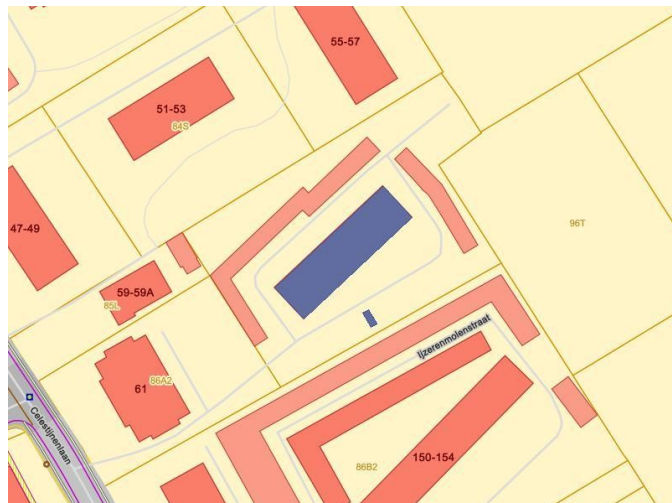 55-57
51-53
84S
47-49
96T
59-59A
85L
Ijzerenmolenstraat
61
86A2
Celestijnenlaan
150-154
86B2